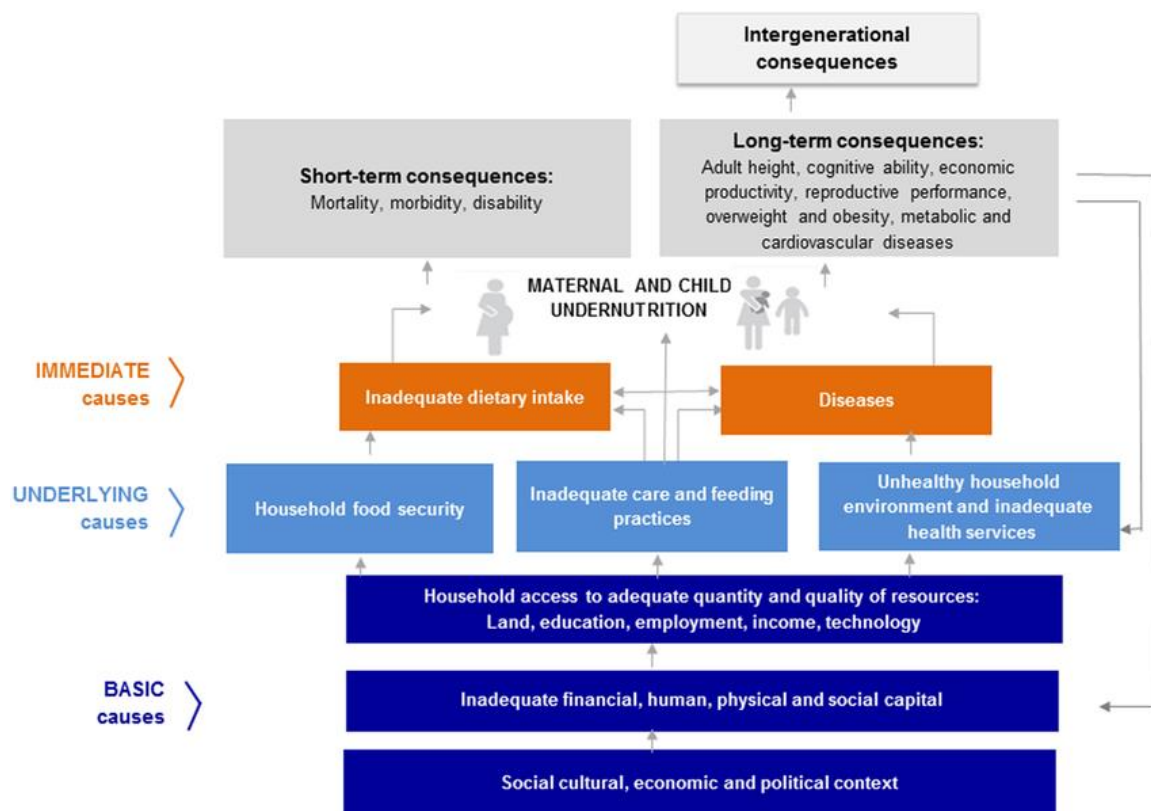 Intergenerational
consequences
Short-term consequences:
Mortality, morbidity, disability
Long-term consequences:
Adult height, cognitive ability, economic
productivity, reproductive performance,
overweight and obesity, metabolic and
cardiovascular diseases
MATERNAL AND CHILD
UNDERNUTRITION
IMMEDIATE
causes
Inadequate dietary intake
Diseases
UNDERLYING
causes
Household food security
Inadequate care and feeding
practices
Unhealthy household
environment and inadequate
health services
BASIC
causes
Household access to adequate quantity and quality of resources:
Land, education, employment, income, technology
Inadequate financial, human, physical and social capital
Social cultural, economic and political context